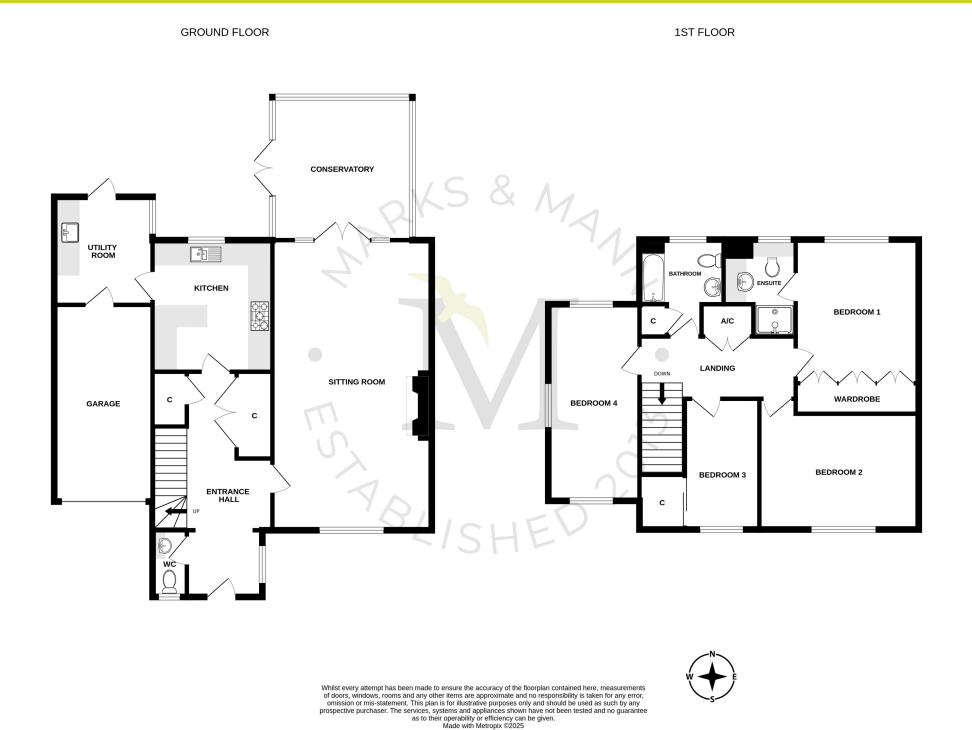 GROUND FLOOR
1ST FLOOR
CONSERVATORY
MARKS & MANN
UTILITY
ROOM
KITCHEN
BATHROOM
ENSUITE
C
A/C
BEDROOM 1
SITTING ROOM
LANDING
DOWN
WARDROBE
GARAGE
C
C
BEDROOM 4
BEDROOM 3
BEDROOM 2
ENTRANCE
HALL
UP
C
WC
ESTABLISHED 2013
M
N
W
E
S
Whilst every attempt has been made to ensure the accuracy of the floorplan contained here, measurements
of doors, windows, rooms and any other items are approximate and no responsibility is taken for any error,
omission or mis-statement. This plan is for illustrative purposes only and should be used as such by any
prospective purchaser. The services, systems and appliances shown have not been tested and no guarantee
as to their operability or efficiency can be given.
Made with Metropix ©2025